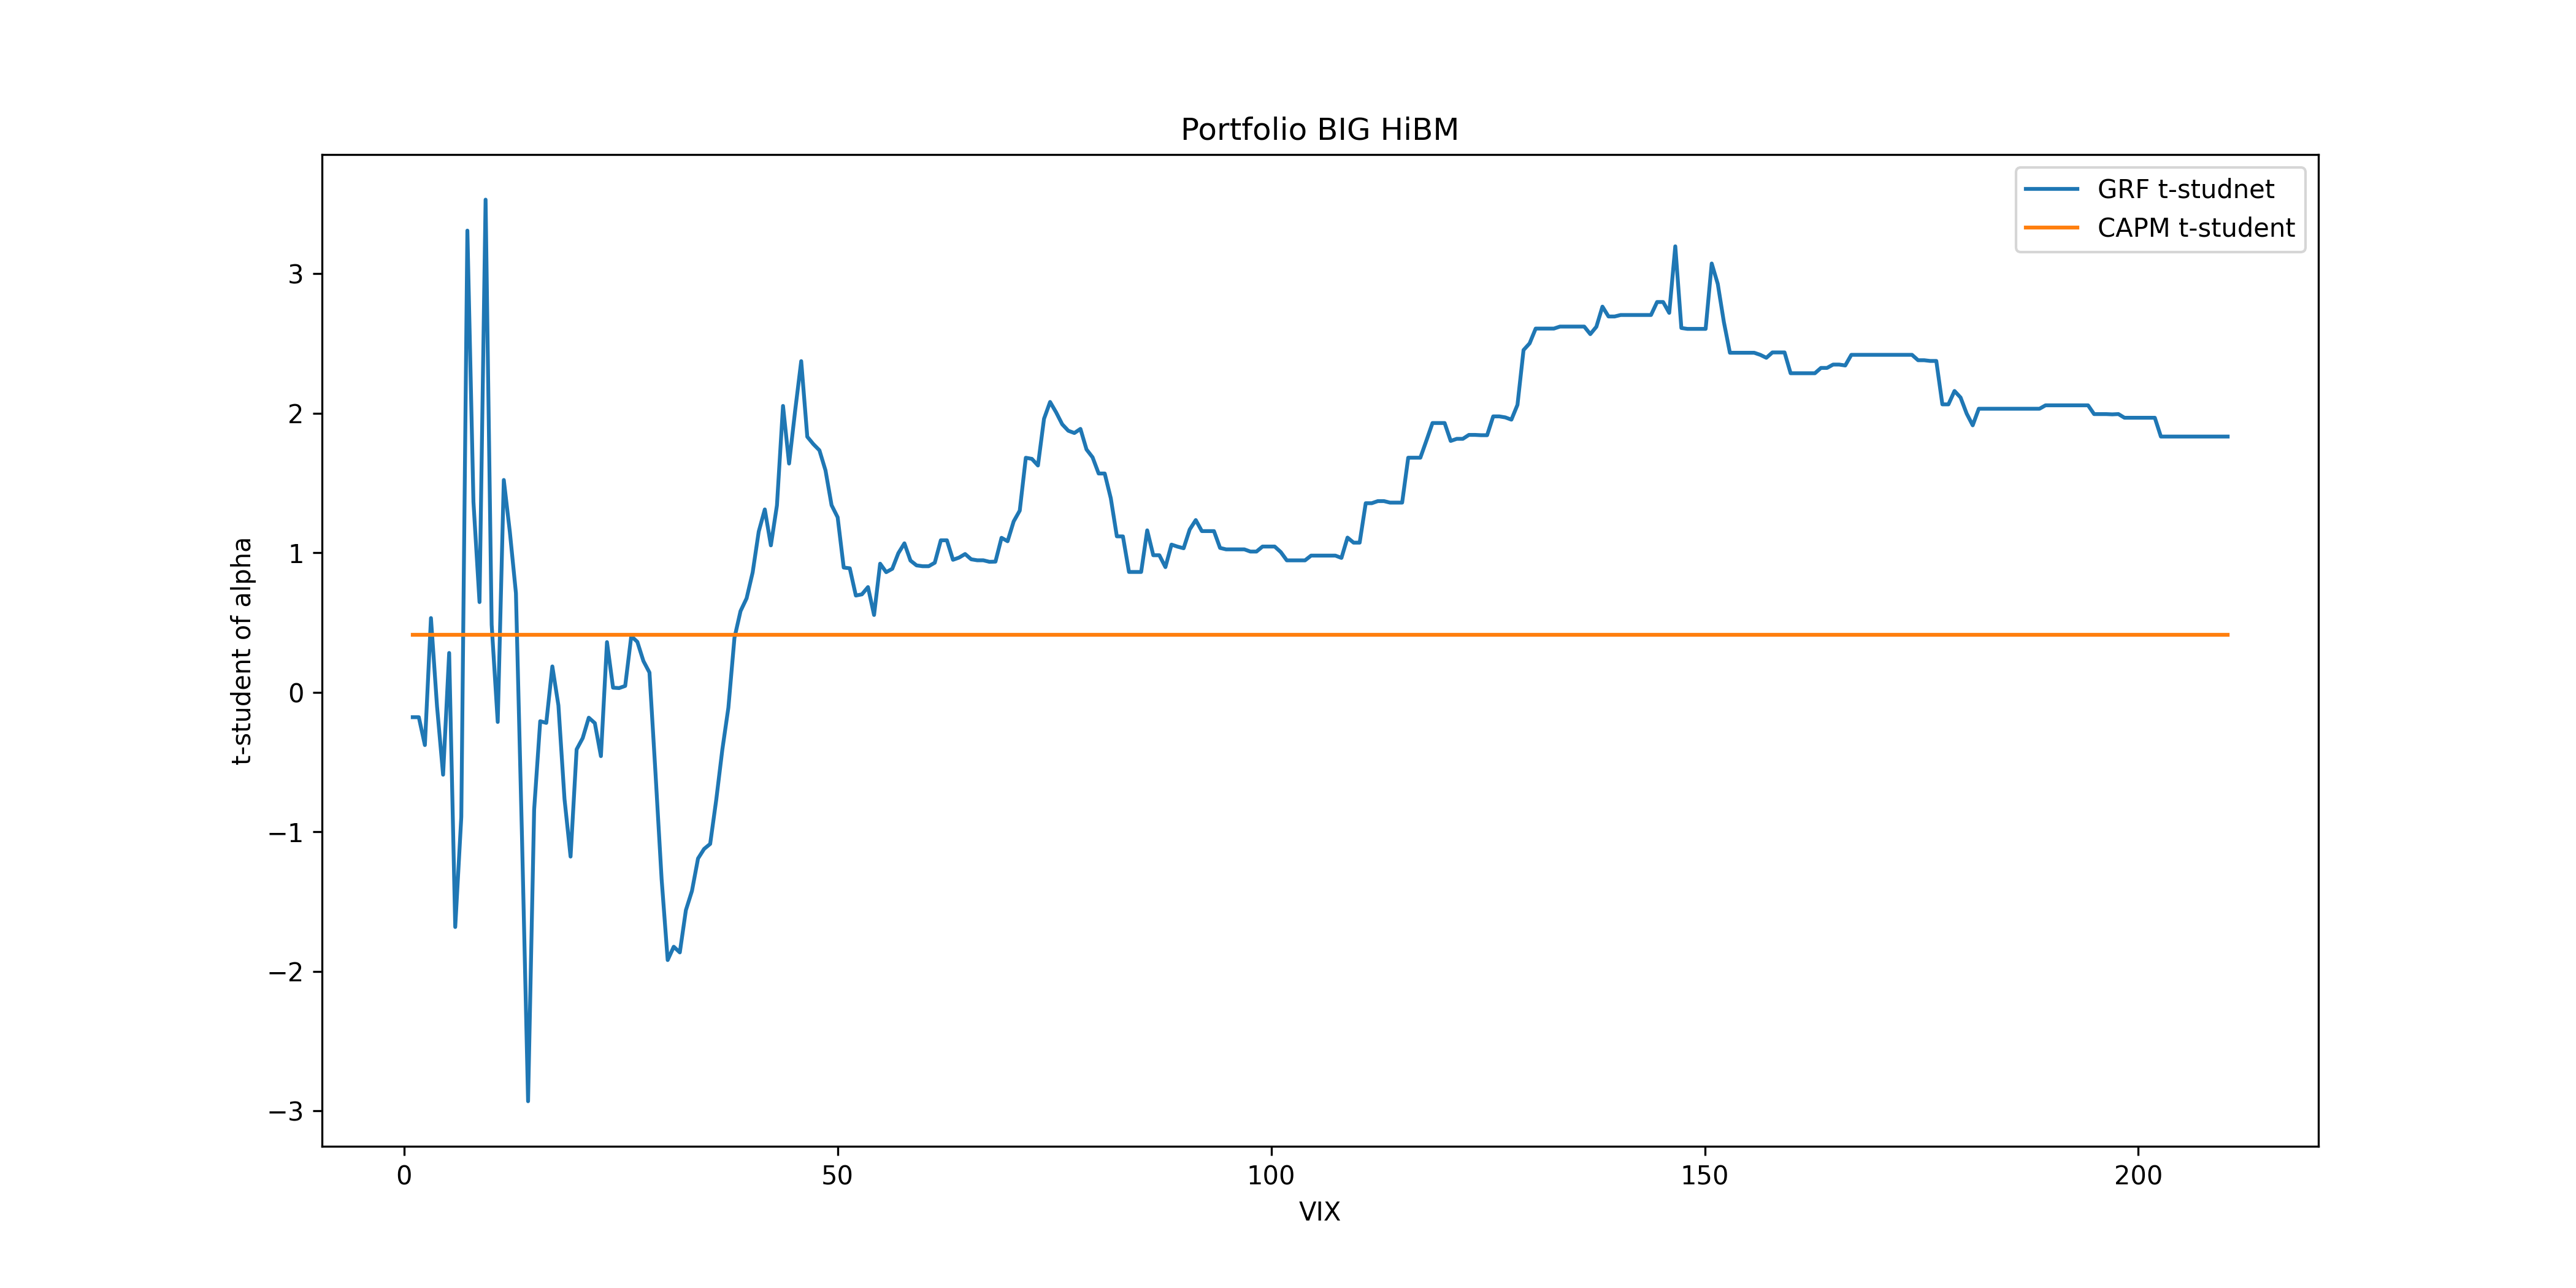 Portfolio BIG HiBM
GRF t-studnet
CAPM t-student
t-student of alpha
3
2
1
0
−1
−2
−3
0
50
100
150
200
VIX